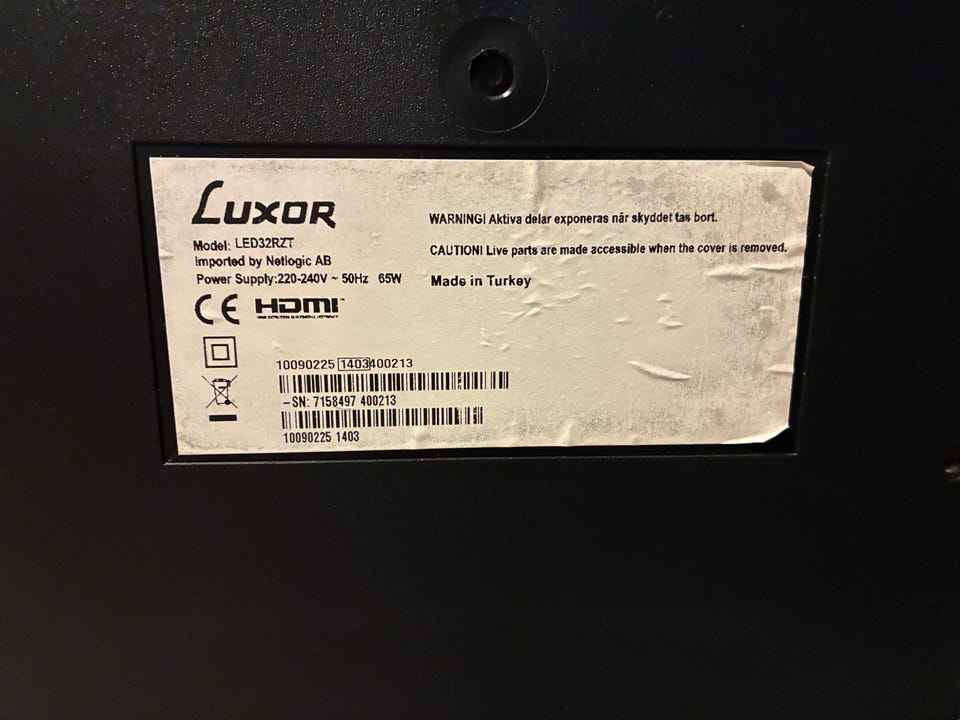 LUXOR
Model: LED32RZT
Imported by Netlogic AB
Power Supply:220-240V ~ 50Hz 65W
CE HDMI™
WARNING! Aktiva delar exponeras när skyddet tas bort.
CAUTION! Live parts are made accessible when the cover is removed.
Made in Turkey
10090225 1403400213
-SN: 7158497 400213
10090225 1403